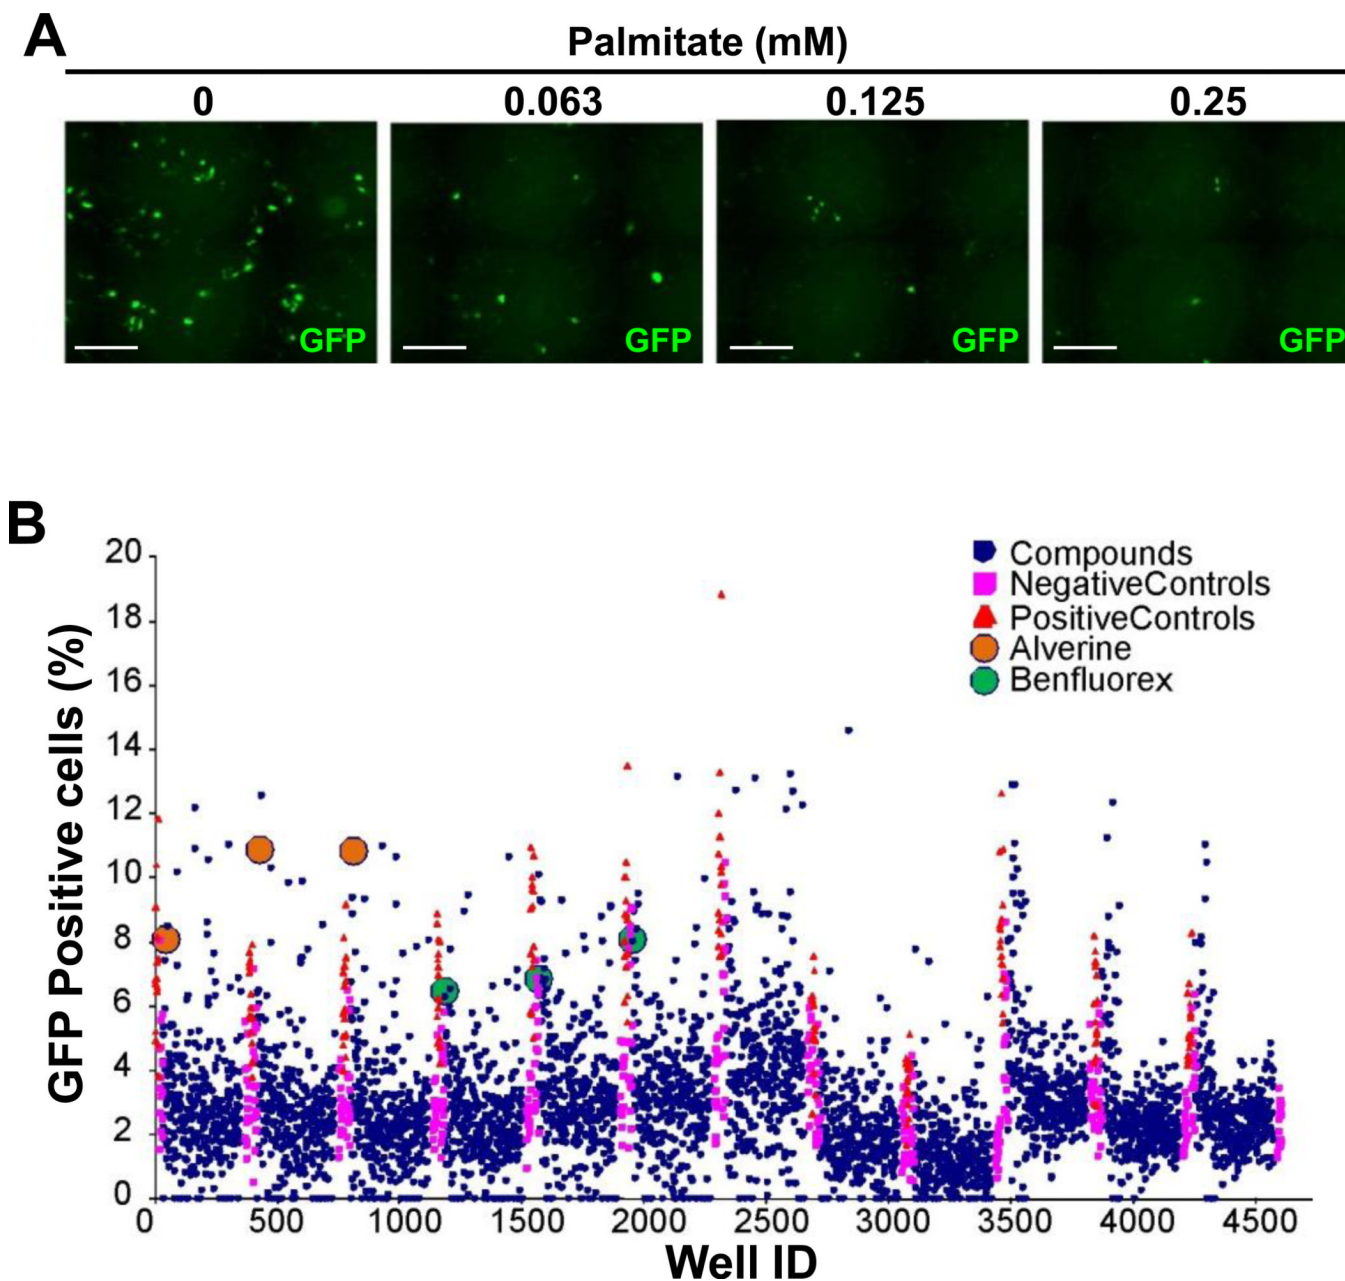 A
Palmitate (mM)
0 0.063 0.125 0.25
GFP GFP GFP GFP
B
GFP Positive cells (%)
20
18
16
14
12
10
8
6
4
2
0
Compounds
NegativeControls
PositiveControls
Alverine
Benfluorex
0 500 1000 1500 2000 2500 3000 3500 4000 4500
Well ID